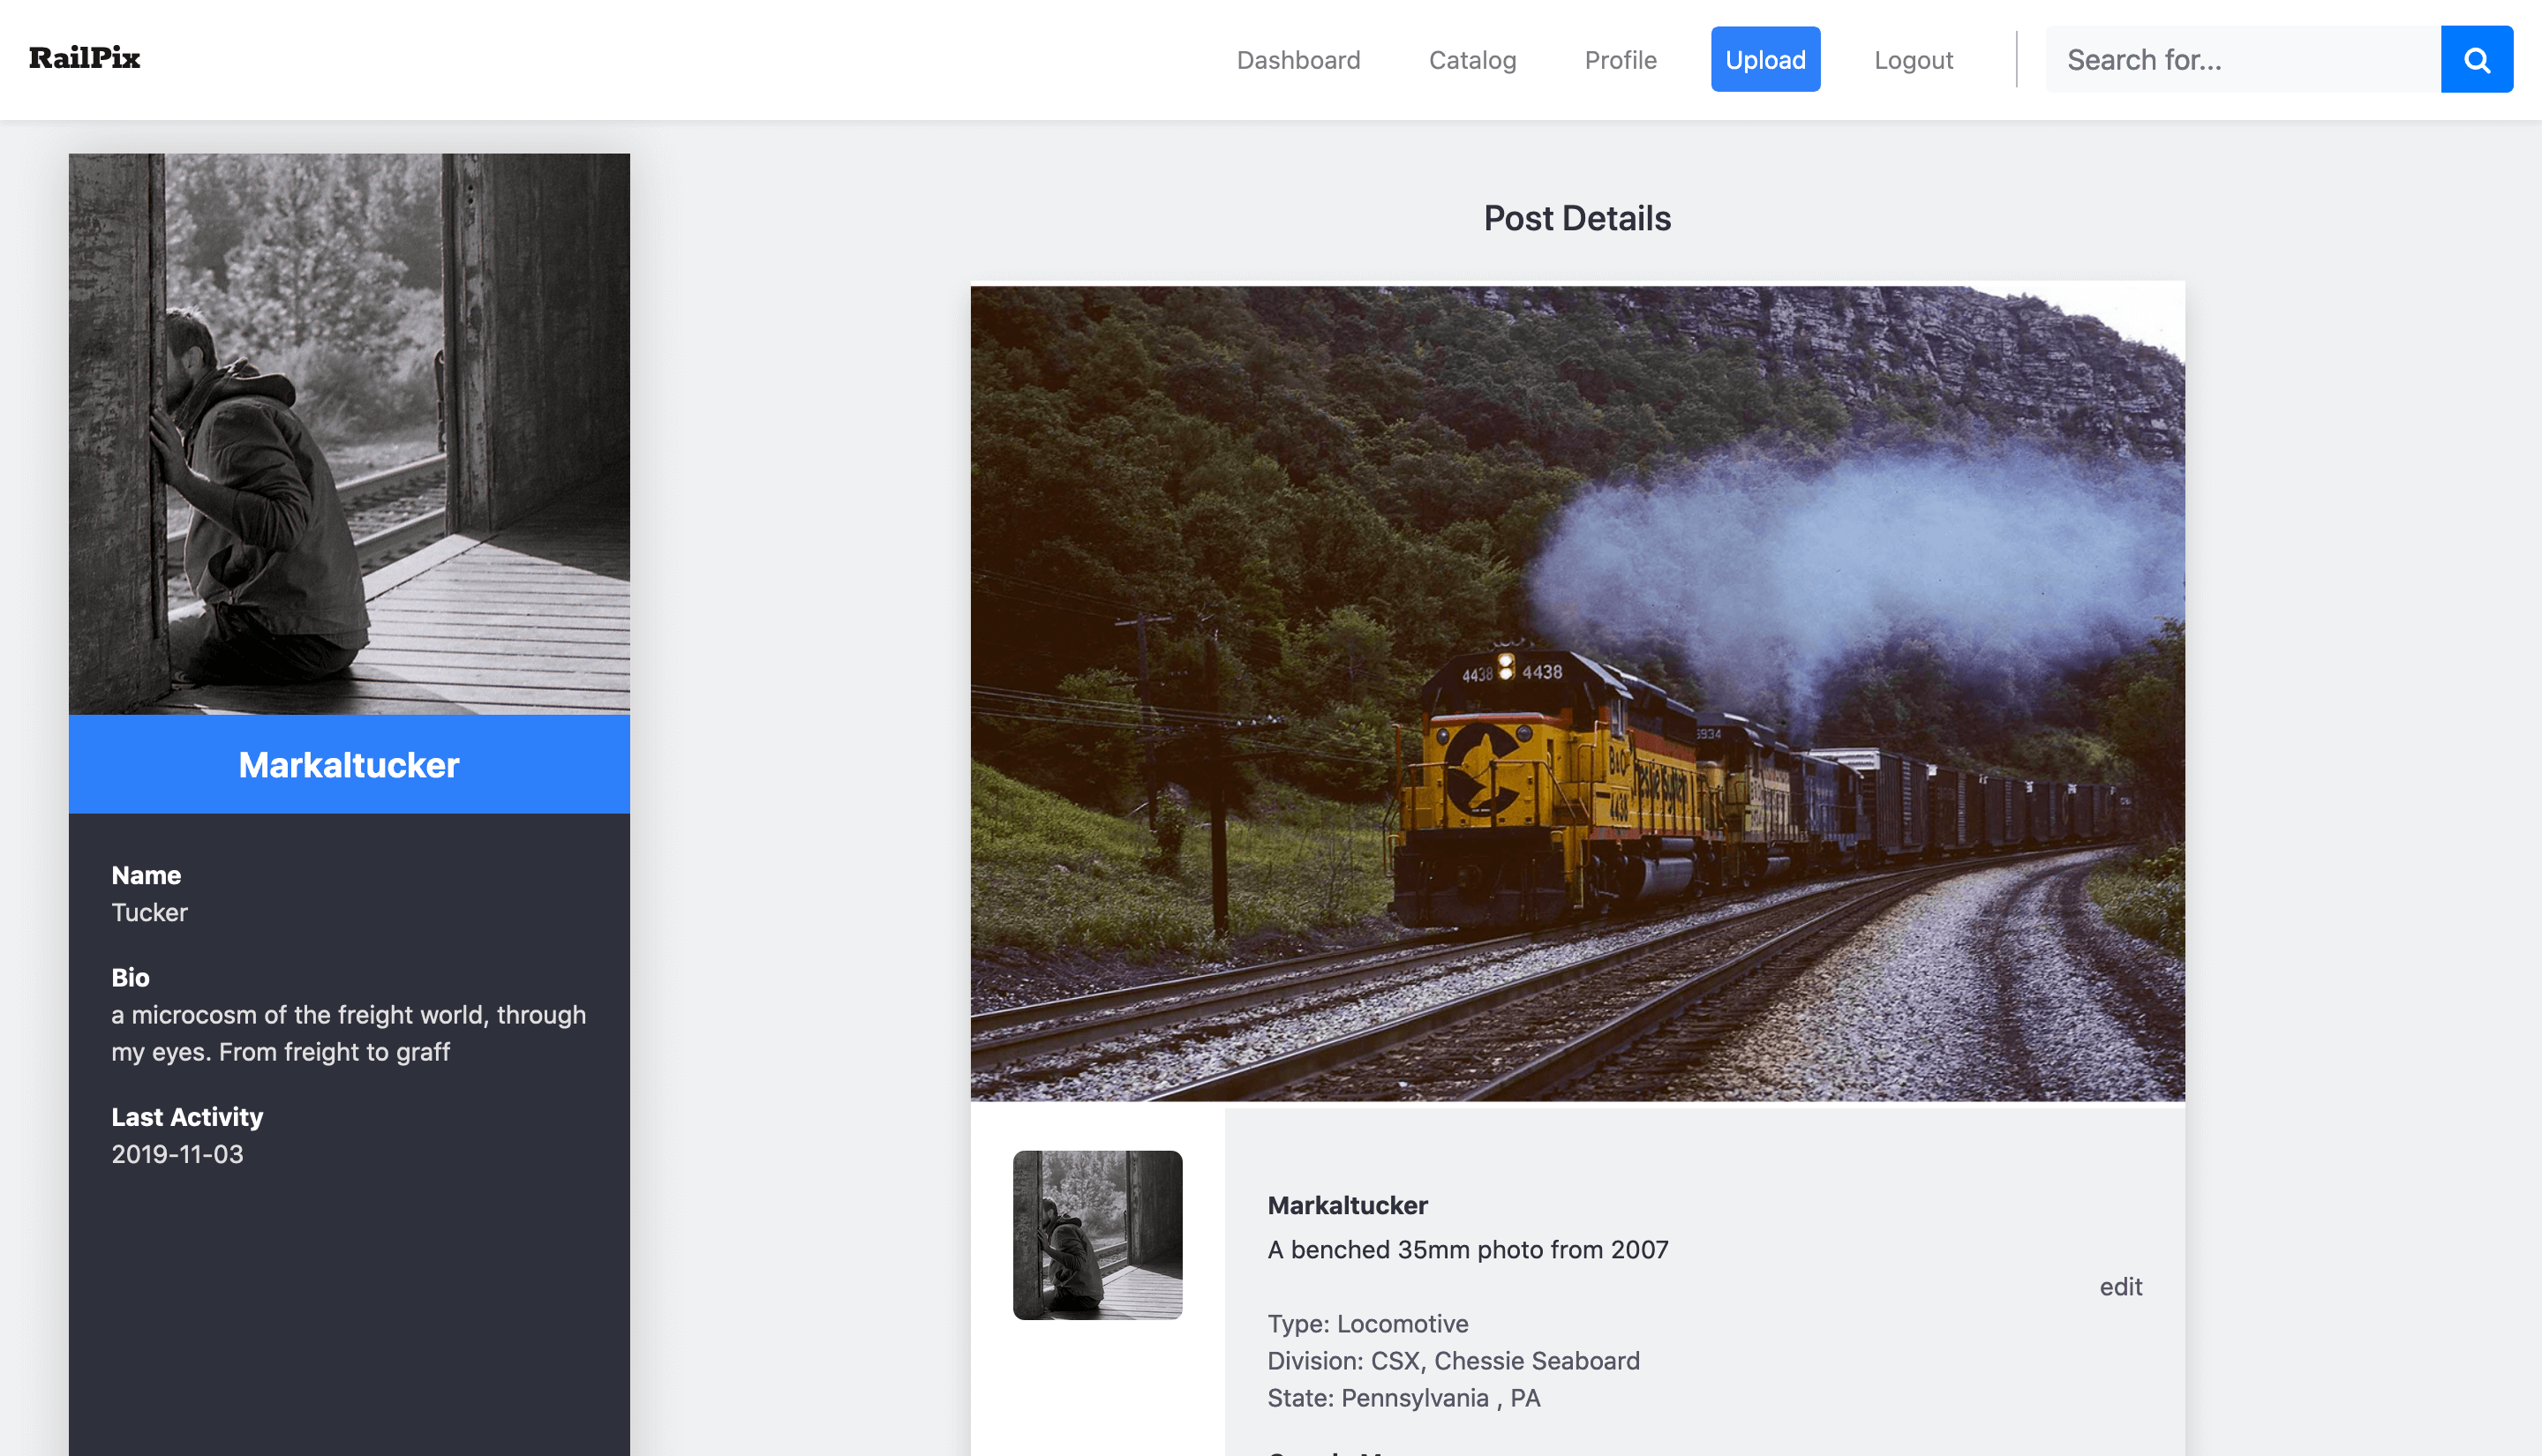 RailPix
Dashboard
Catalog
Profile
Upload
Logout
Search for...
Post Details
4438 4438
6934
B&O
4438
Markaltucker
Name
Tucker
Bio
a microcosm of the freight world, through
my eyes. From freight to graff
Last Activity
2019-11-03
Markaltucker
A benched 35mm photo from 2007
edit
Type: Locomotive
Division: CSX, Chessie Seaboard
State: Pennsylvania , PA